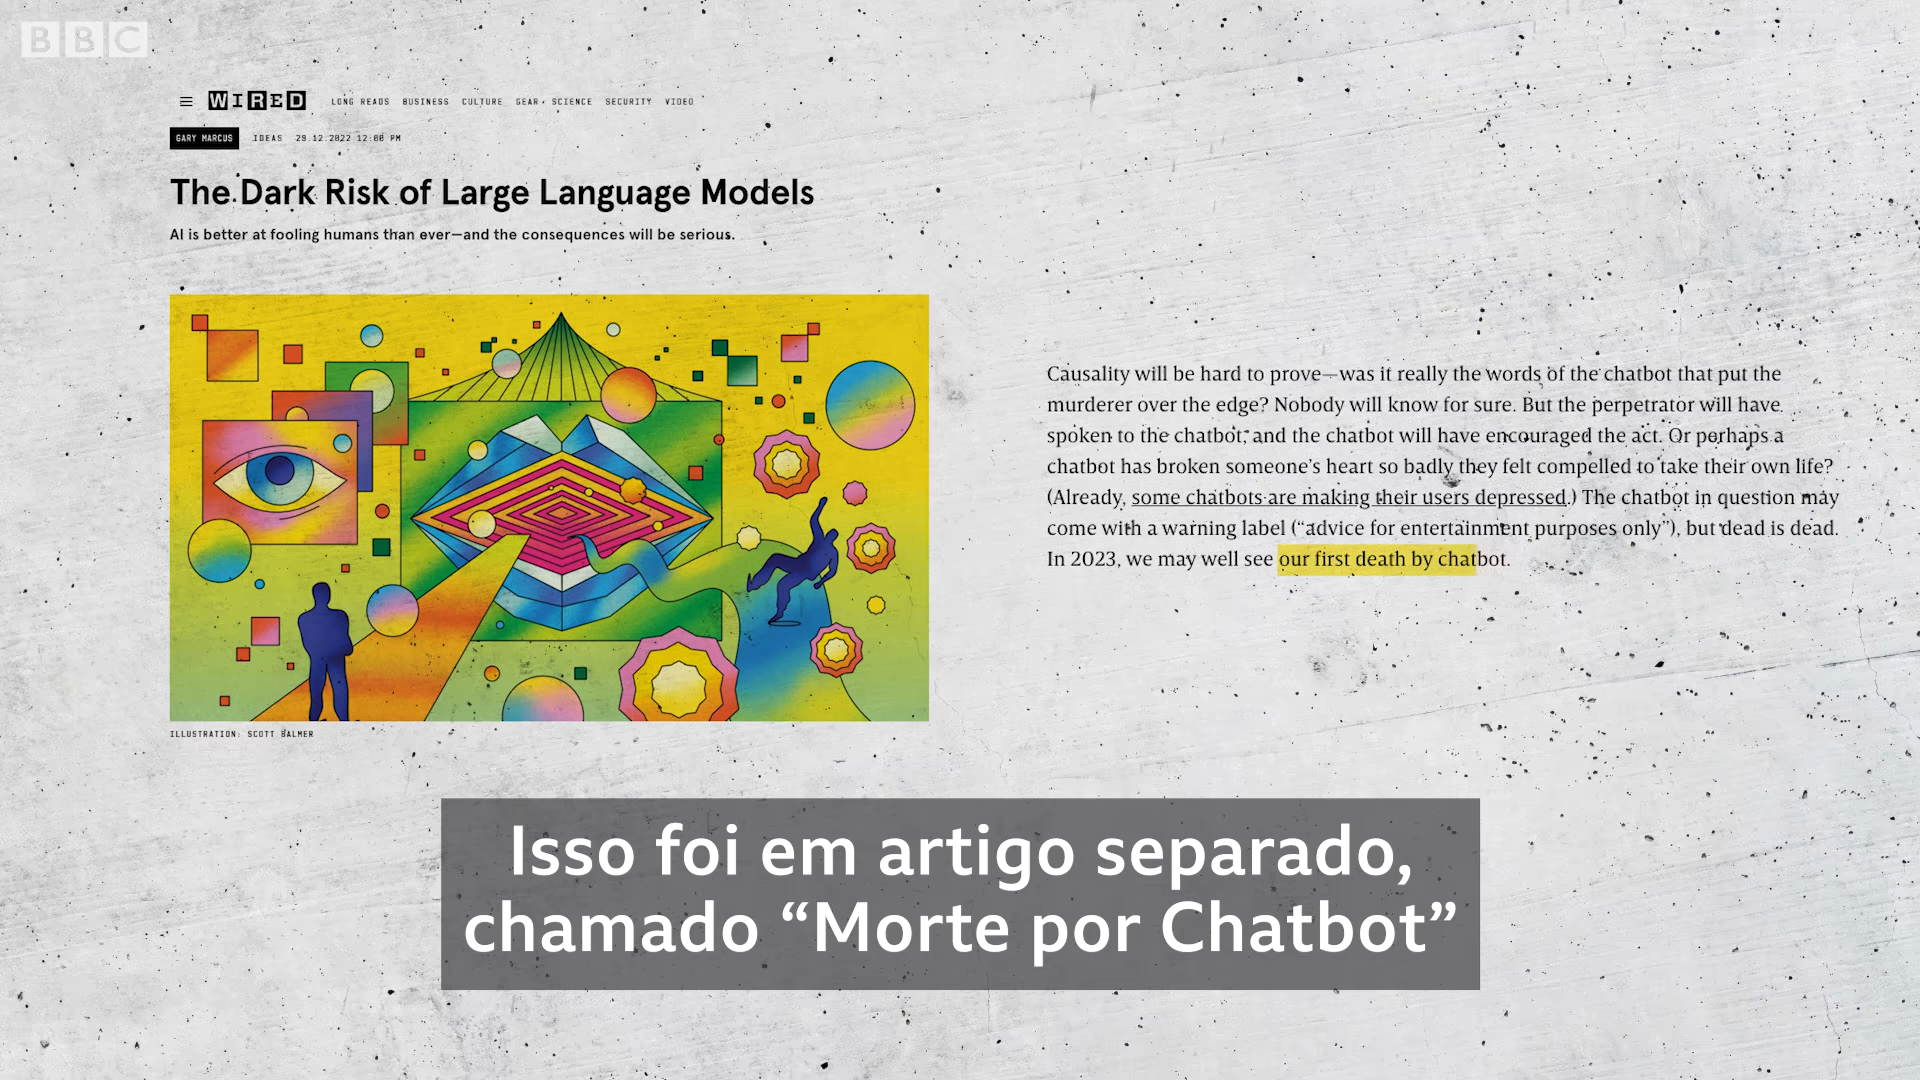 BBC
WIRED LONG READS BUSINESS CULTURE GEAR SCIENCE SECURITY VIDEO
GARY MARCUS IDEAS 29.12.2022 12:00 PM
The Dark Risk of Large Language Models
AI is better at fooling humans than ever—and the consequences will be serious.
Causality will be hard to prove—was it really the words of the chatbot that put the
murderer over the edge? Nobody will know for sure. But the perpetrator will have
spoken to the chatbot, and the chatbot will have encouraged the act. Or perhaps a
chatbot has broken someone’s heart so badly they felt compelled to take their own life?
(Already, some chatbots are making their users depressed.) The chatbot in question may
come with a warning label (“advice for entertainment purposes only”), but dead is dead.
In 2023, we may well see our first death by chatbot.
ILLUSTRATION: SCOTT BALMER
Isso foi em artigo separado,
chamado “Morte por Chatbot”